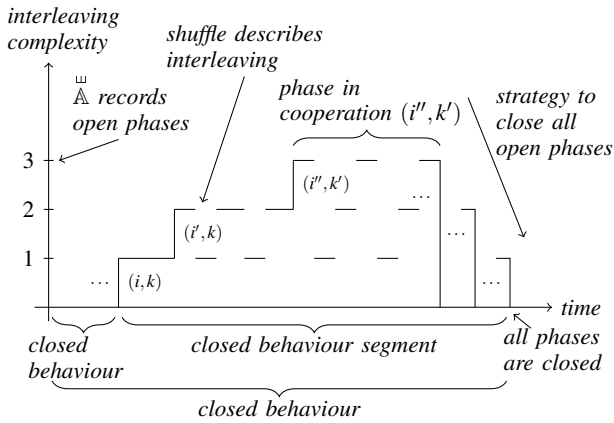 interleaving
complexity
shuffle describes
interleaving
Ш
𝔸 records
open phases
phase in
cooperation (i″, k′)
strategy to
close all
open phases
3
(i″, k′)
...
2
(i′, k)
...
1
... (i, k)
...
time
closed
behaviour
closed behaviour segment
all phases
are closed
closed behaviour